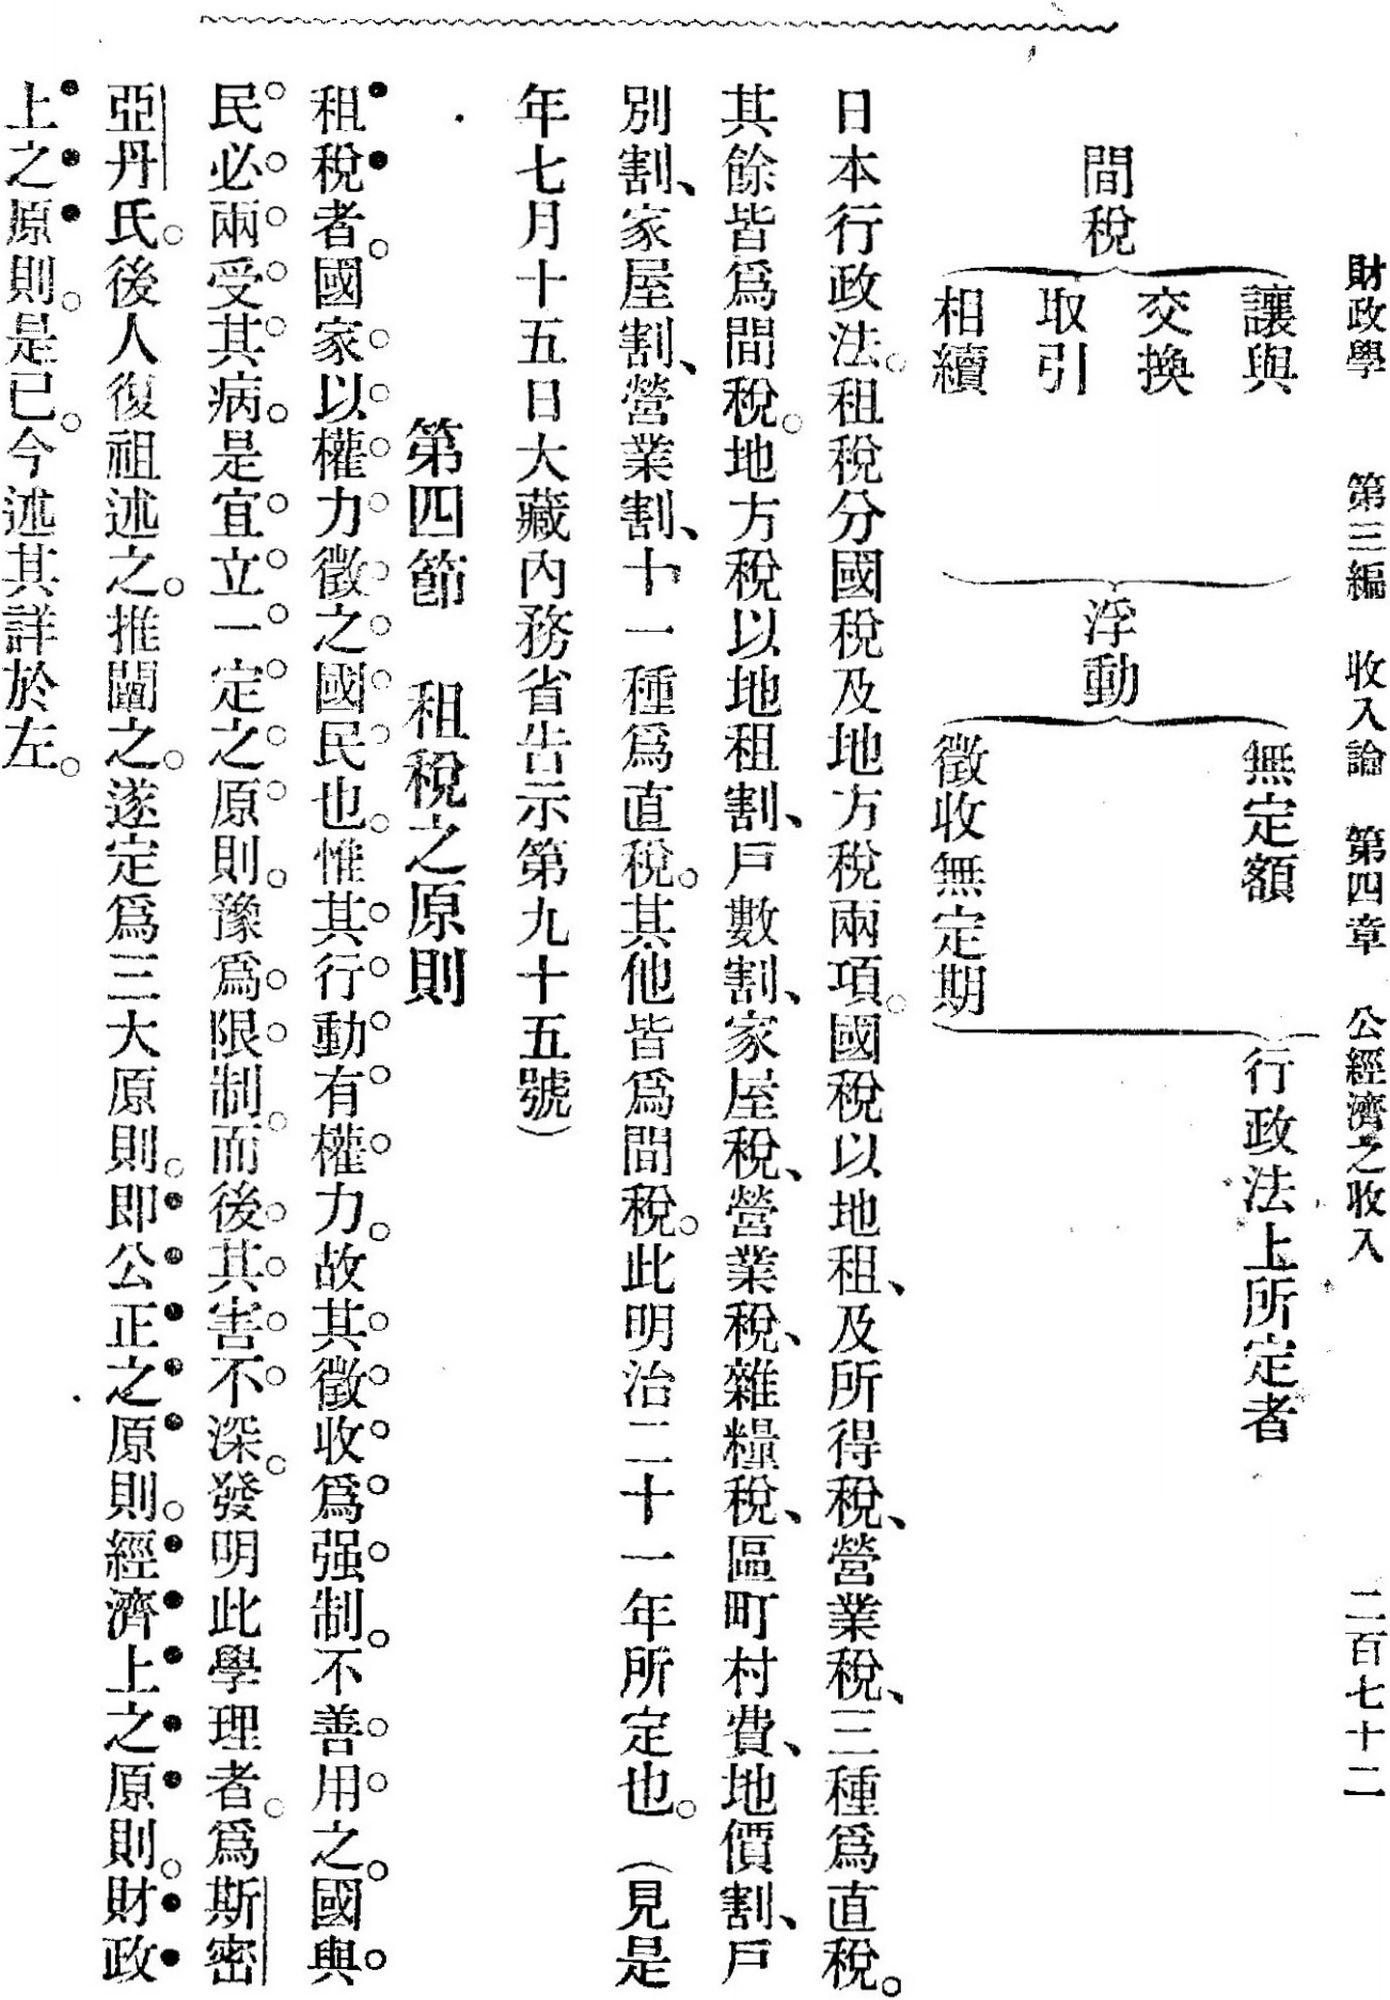 財政學　第三編　收入論　第四章　公經濟之收入　二百七十二
間稅
讓與
交換
取引
相續
浮動
無定額
徵收無定期
行政法上所定者
日本行政法。租稅分國稅及地方稅兩項。國稅以地租、及所得稅、營業稅、三種爲直稅。
其餘皆爲間稅。地方稅以地租割、戶數割、家屋稅、營業稅、雜糧稅、區町村費、地價割、戶
別割、家屋割、營業割、十一種爲直稅。其他皆爲間稅。此明治二十一年所定也。（見是
年七月十五日大藏內務省告示第九十五號）
第四節　租稅之原則
租稅者。國家以權力徵之國民也。惟其行動有權力。故其徵收爲强制。不善用之。國與
民必兩受其病。是宜立一定之原則。豫爲限制。而後其害不深。發明此學理者。爲斯密
亞丹氏。後人復祖述之。推闡之。遂定爲三大原則。即公正之原則。經濟上之原則。財政
上之原則。是已。今述其詳於左。